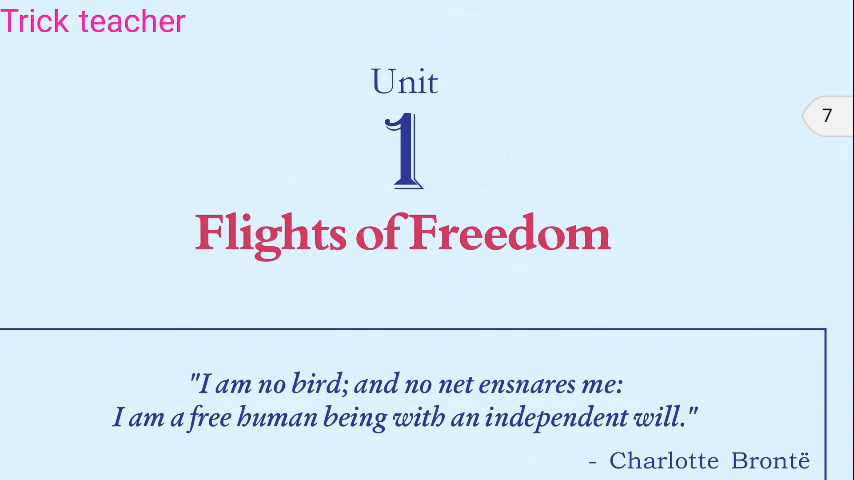 Trick teacher
Unit
1
7
Flights of Freedom
"I am no bird; and no net ensnares me:
I am a free human being with an independent will."
- Charlotte Brontë